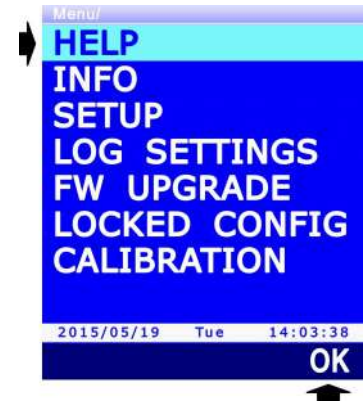 Menu/
HELP
INFO
SETUP
LOG SETTINGS
FW UPGRADE
LOCKED CONFIG
CALIBRATION
2015/05/19 Tue 14:03:38
OK